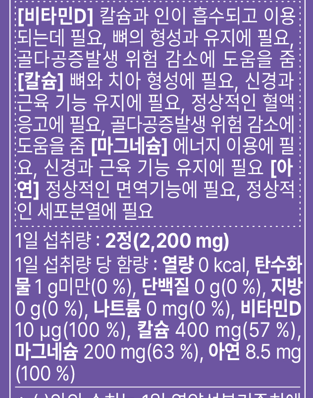 [비타민D] 칼슘과 인이 흡수되고 이용
되는데 필요, 뼈의 형성과 유지에 필요,
골다공증발생 위험 감소에 도움을 줌
[칼슘] 뼈와 치아 형성에 필요, 신경과
근육 기능 유지에 필요, 정상적인 혈액
응고에 필요, 골다공증발생 위험 감소에
도움을 줌 [마그네슘] 에너지 이용에 필
요, 신경과 근육 기능 유지에 필요 [아
연] 정상적인 면역기능에 필요, 정상적
인 세포분열에 필요
1일 섭취량 : 2정(2,200 mg)
1일 섭취량 당 함량 : 열량 0 kcal, 탄수화
물 1 g미만(0 %), 단백질 0 g(0 %), 지방
0 g(0 %), 나트륨 0 mg(0 %), 비타민D
10 µg(100 %), 칼슘 400 mg(57 %),
마그네슘 200 mg(63 %), 아연 8.5 mg
(100 %)